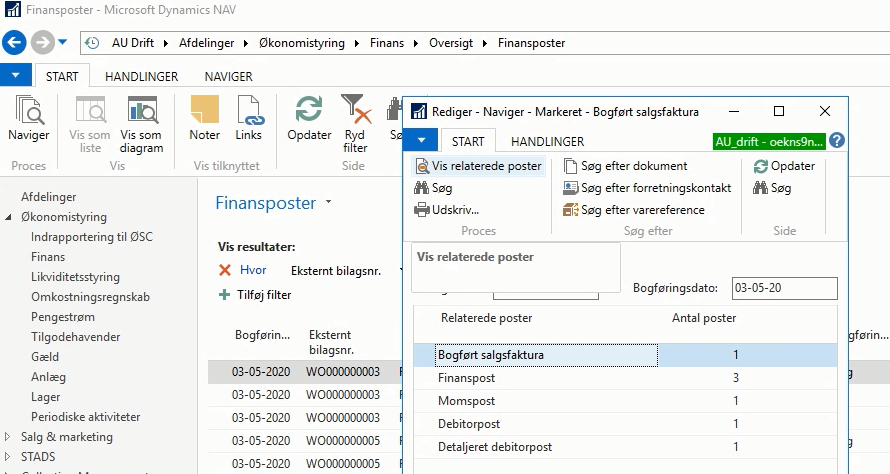 Finansposter - Microsoft Dynamics NAV
AU Drift Afdelinger Økonomistyring Finans Oversigt Finansposter
START HANDLINGER NAVIGER
Naviger
Vis som liste
Vis som diagram
Noter
Links
Opdater
Ryd filter
Proces Vis Vis tilknyttet Side
Afdelinger
Økonomistyring
Indrapportering til ØSC
Finans
Likviditetsstyring
Omkostningsregnskab
Pengestrøm
Tilgodehavender
Gæld
Anlæg
Lager
Periodiske aktiviteter
Salg & marketing
STADS
Finansposter
Vis resultater:
Hvor Eksternt bilagsnr.
Tilføj filter
Bogførin... Eksternt bilagsnr.
03-05-2020 WO000000003
03-05-2020 WO000000003
03-05-2020 WO000000003
03-05-2020 WO000000005
03-05-2020 WO000000005
Rediger - Naviger - Markeret - Bogført salgsfaktura
START HANDLINGER AU_drift - oekns9n...
Vis relaterede poster
Søg
Udskriv...
Proces
Søg efter dokument
Søg efter forretningskontakt
Søg efter varereference
Søg efter
Opdater
Søg
Side
Vis relaterede poster
Bogføringsdato: 03-05-20
Relaterede poster Antal poster
Bogført salgsfaktura 1
Finanspost 3
Momspost 1
Debitorpost 1
Detaljeret debitorpost 1